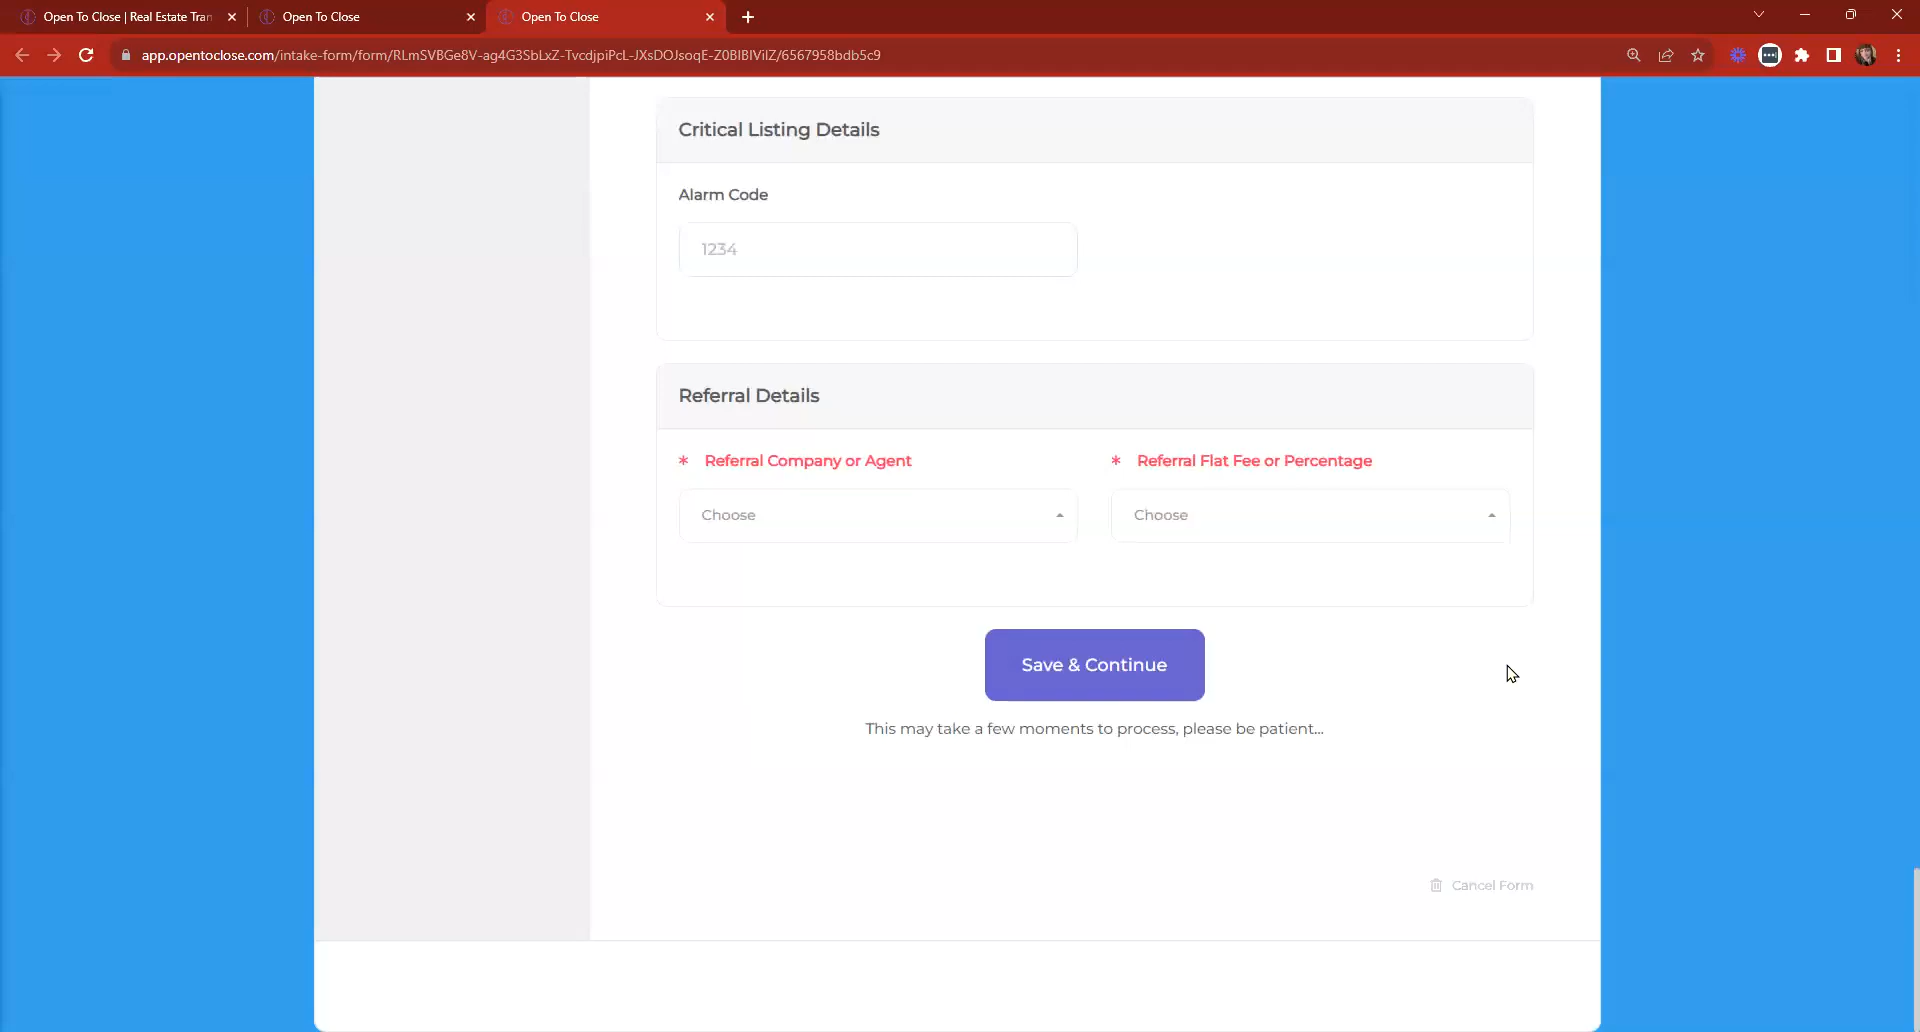 Open To Close | Real Estate Tran
Open To Close
Open To Close
app.opentoclose.com/intake-form/form/RLmSVBGe8V-ag4G3SbLxZ-TvcdjpiPcL-JXsDOJsoqE-Z0BIBIVilZ/6567958bdb5c9
Critical Listing Details
Alarm Code
1234
Referral Details
* Referral Company or Agent
* Referral Flat Fee or Percentage
Choose
Choose
Save & Continue
This may take a few moments to process, please be patient...
Cancel Form